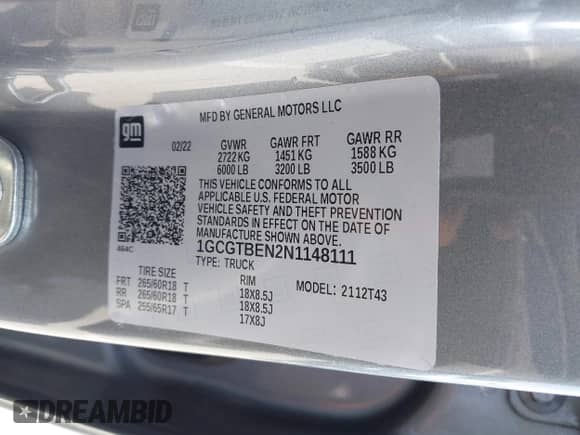 gm
MFD BY GENERAL MOTORS LLC
02/22
GVWR GAWR FRT GAWR RR
2722 KG 1451 KG 1588 KG
6000 LB 3200 LB 3500 LB
THIS VEHICLE CONFORMS TO ALL
APPLICABLE U.S. FEDERAL MOTOR
VEHICLE SAFETY AND THEFT PREVENTION
STANDARDS IN EFFECT ON THE DATE OF
MANUFACTURE SHOWN ABOVE.
464C
1GCGTBEN2N1148111
TYPE: TRUCK
TIRE SIZE RIM MODEL: 2112T43
FRT 265/60R18 T 18X8.5J
RR 265/60R18 T 18X8.5J
SPA 255/65R17 T 17X8J
DREAMBID